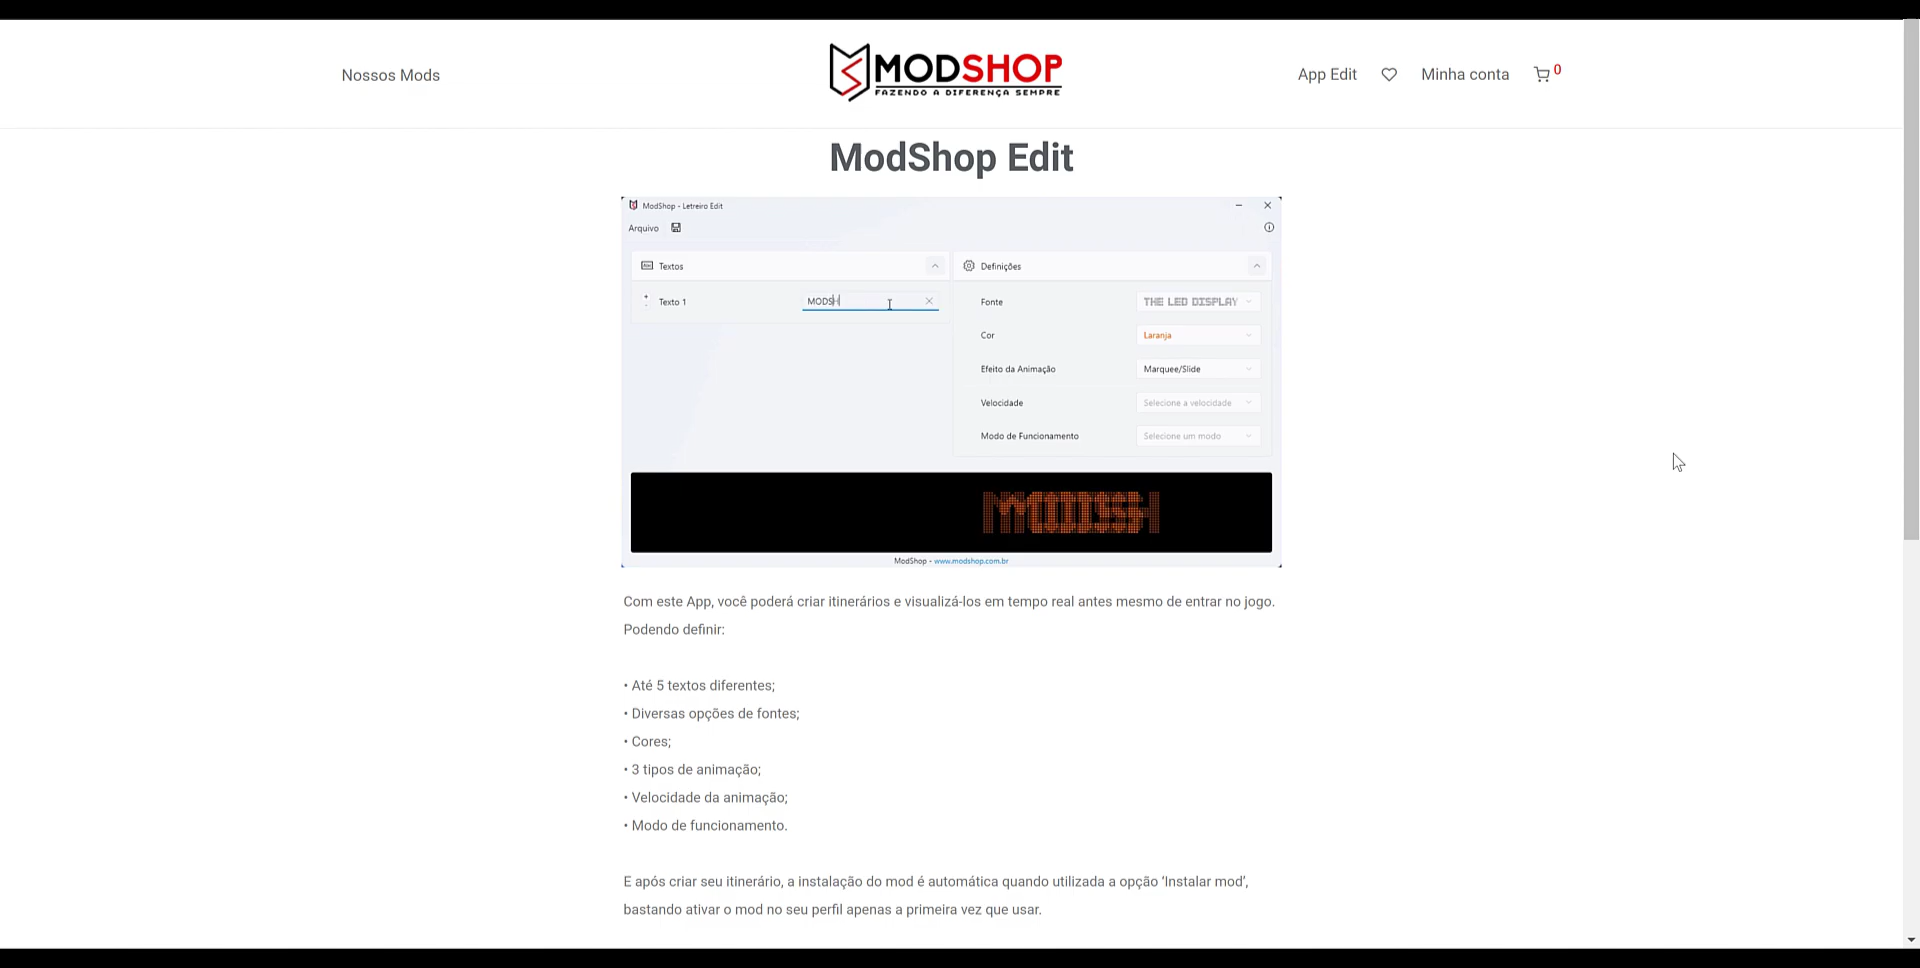 Nossos Mods
MODSHOP
FAZENDO A DIFERENÇA SEMPRE
App Edit
Minha conta
0
ModShop Edit
ModShop - Letreiro Edit
Arquivo
Textos
Definições
Texto 1
MODSH
Fonte
THE LED DISPLAY
Cor
Laranja
Efeito da Animação
Marquee/Slide
Velocidade
Selecione a velocidade
Modo de Funcionamento
Selecione um modo
ModShop - www.modshop.com.br
Com este App, você poderá criar itinerários e visualizá-los em tempo real antes mesmo de entrar no jogo.
Podendo definir:
• Até 5 textos diferentes;
• Diversas opções de fontes;
• Cores;
• 3 tipos de animação;
• Velocidade da animação;
• Modo de funcionamento.
E após criar seu itinerário, a instalação do mod é automática quando utilizada a opção ‘Instalar mod’,
bastando ativar o mod no seu perfil apenas a primeira vez que usar.